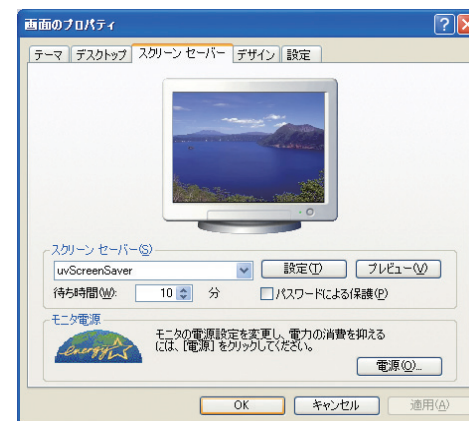 画面のプロパティ
テーマ デスクトップ スクリーン セーバー デザイン 設定
スクリーン セーバー(S)
uvScreenSaver 設定(T) プレビュー(V)
待ち時間(W): 10 分 パスワードによる保護(P)
モニタ電源
モニタの電源設定を変更し、電力の消費を抑える
には、[電源] をクリックしてください。
energy
電源(O)...
OK キャンセル 適用(A)